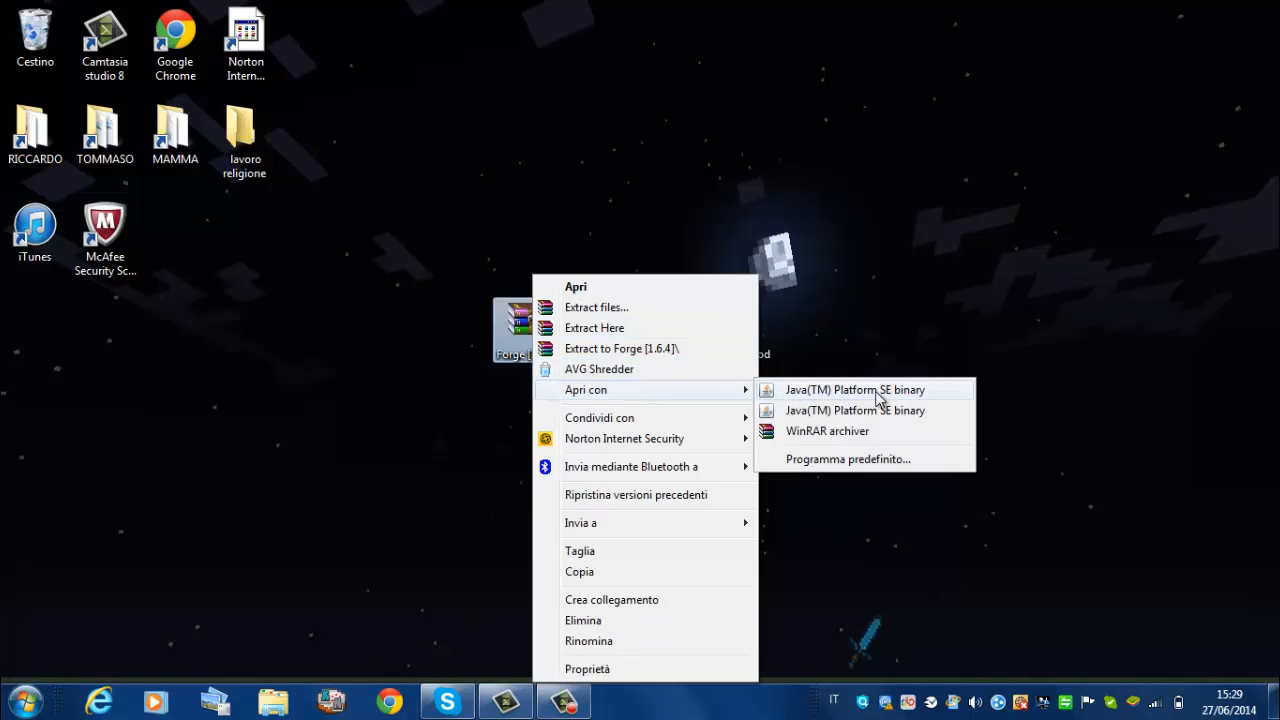 Cestino
Camtasia
studio 8
Google
Chrome
Norton
Intern...
RICCARDO
TOMMASO
MAMMA
lavoro
religione
iTunes
McAfee
Security Sc...
Forge [
od
Apri
Extract files...
Extract Here
Extract to Forge [1.6.4]\
AVG Shredder
Apri con
Condividi con
Norton Internet Security
Invia mediante Bluetooth a
Ripristina versioni precedenti
Invia a
Taglia
Copia
Crea collegamento
Elimina
Rinomina
Proprietà
Java(TM) Platform SE binary
Java(TM) Platform SE binary
WinRAR archiver
Programma predefinito...
IT
15:29
27/06/2014